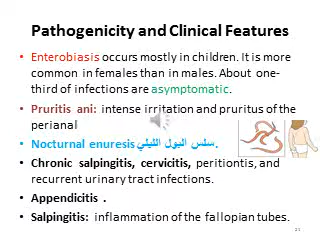 Pathogenicity and Clinical Features
• Enterobiasis occurs mostly in children. It is more
common in females than in males. About one-
third of infections are asymptomatic.
• Pruritis ani: intense irritation and pruritus of the
perianal
• Nocturnal enuresis سلس البول الليلي.
• Chronic salpingitis, cervicitis, periti​ontis, and
recurrent urinary tract infections.
• Appendicitis .
• Salpingitis: inflammation of the fallopian tubes.
21